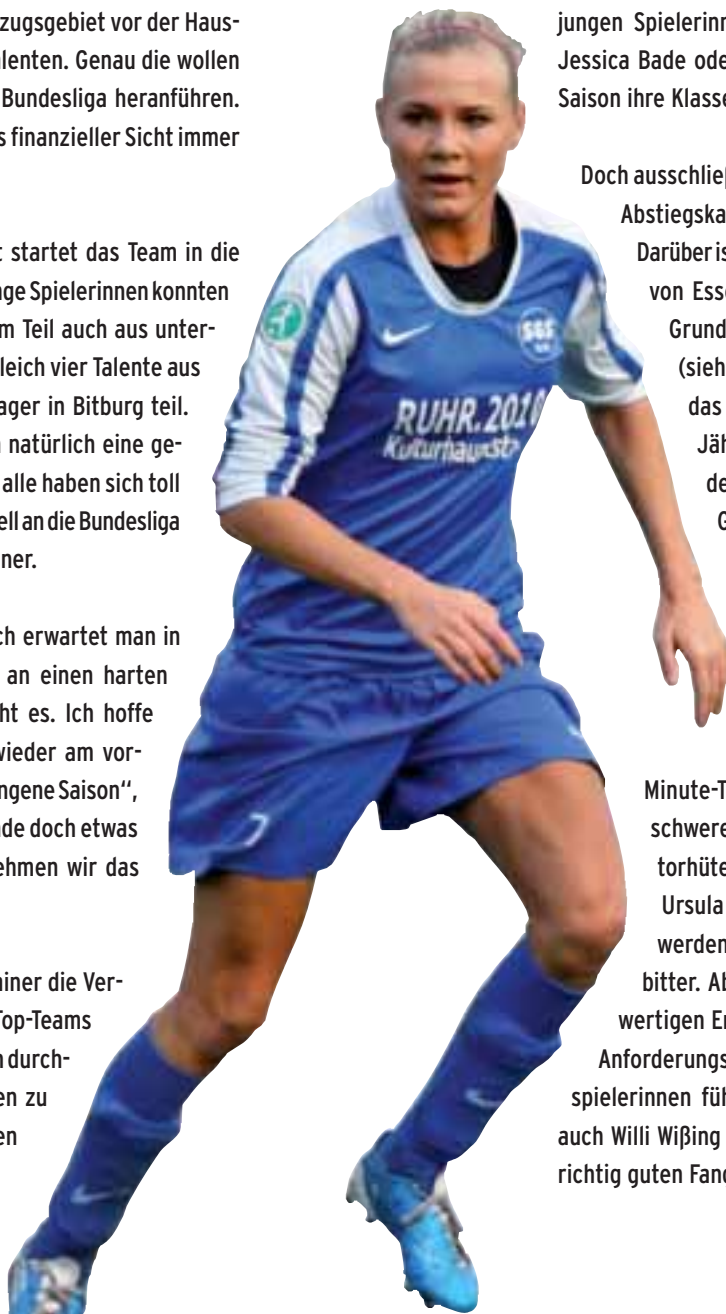 zugsgebiet vor der Haus-
alenten. Genau die wollen
Bundesliga heranführen.
s finanzieller Sicht immer
t startet das Team in die
nge Spielerinnen konnten
m Teil auch aus unter-
leich vier Talente aus
ager in Bitburg teil.
n natürlich eine ge-
alle haben sich toll
ell an die Bundesliga
ner.
ch erwartet man in
an einen harten
ht es. Ich hoffe
wieder am vor-
ngene Saison“,
nde doch etwas
ehmen wir das
iner die Ver-
Top-Teams
n durch-
en zu
en
SGS
RUHR.2010
Kulturhauptst
7
jungen Spielerinn
Jessica Bade ode
Saison ihre Klasse
Doch ausschließ
Abstiegska
Darüber is
von Esse
Grund
(sieh
das
Jäh
de
G
Minute-T
schwere
torhüte
Ursula
werden
bitter. Ab
wertigen Er
Anforderungs
spielerinnen füh
auch Willi Wißing
richtig guten Fang